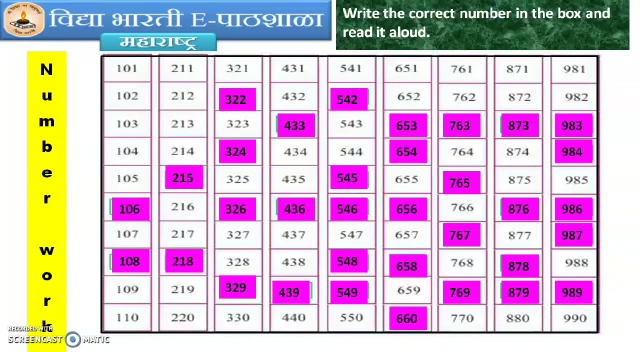 विद्या भारती E-पाठशाळा
महाराष्ट्र
Write the correct number in the box and
read it aloud.
Number work
101 211 321 431 541 651 761 871 981
102 212 322 432 542 652 762 872 982
103 213 323 433 543 653 763 873 983
104 214 324 434 544 654 764 874 984
105 215 325 435 545 655 765 875 985
106 216 326 436 546 656 766 876 986
107 217 327 437 547 657 767 877 987
108 218 328 438 548 658 768 878 988
109 219 329 439 549 659 769 879 989
110 220 330 440 550 660 770 880 990
RECORDED WITH
SCREENCAST MATIC